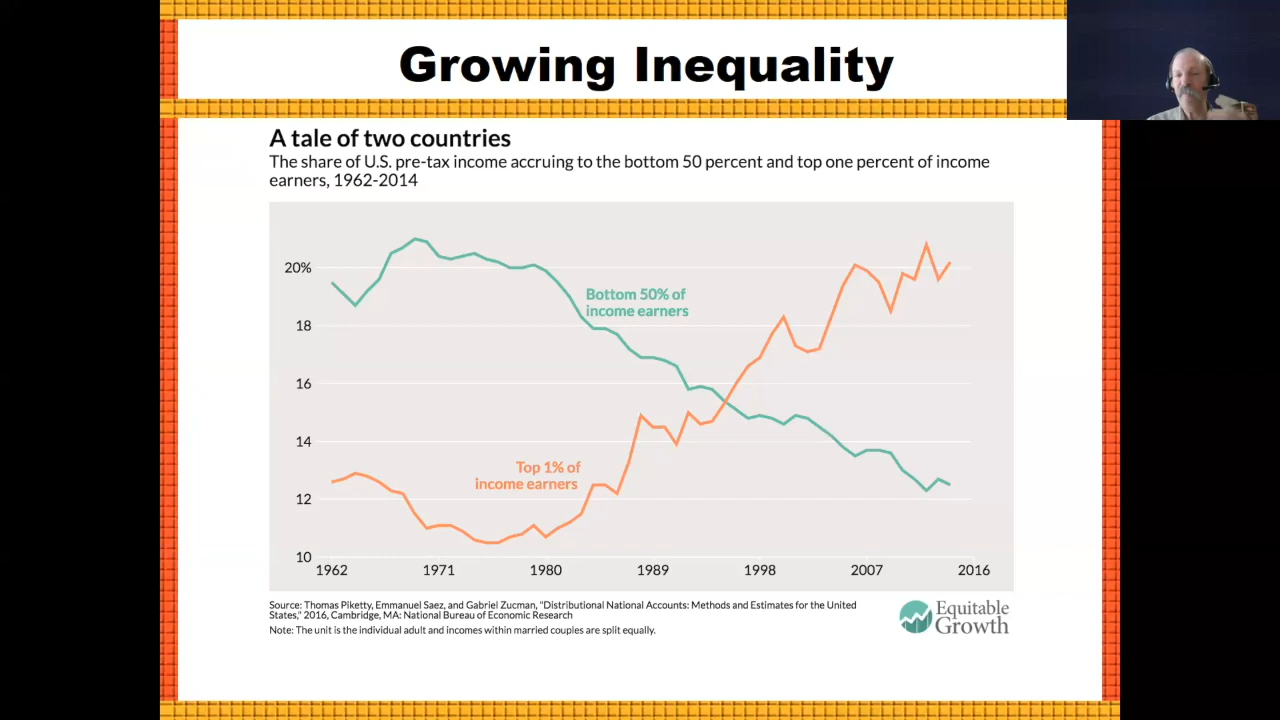 Growing Inequality
A tale of two countries
The share of U.S. pre-tax income accruing to the bottom 50 percent and top one percent of income
earners, 1962-2014
20%
18
16
14
12
10
Bottom 50% of
income earners
Top 1% of
income earners
1962 1971 1980 1989 1998 2007 2016
Source: Thomas Piketty, Emmanuel Saez, and Gabriel Zucman, "Distributional National Accounts: Methods and Estimates for the United
States," 2016, Cambridge, MA: National Bureau of Economic Research
Note: The unit is the individual adult and incomes within married couples are split equally.
Equitable
Growth